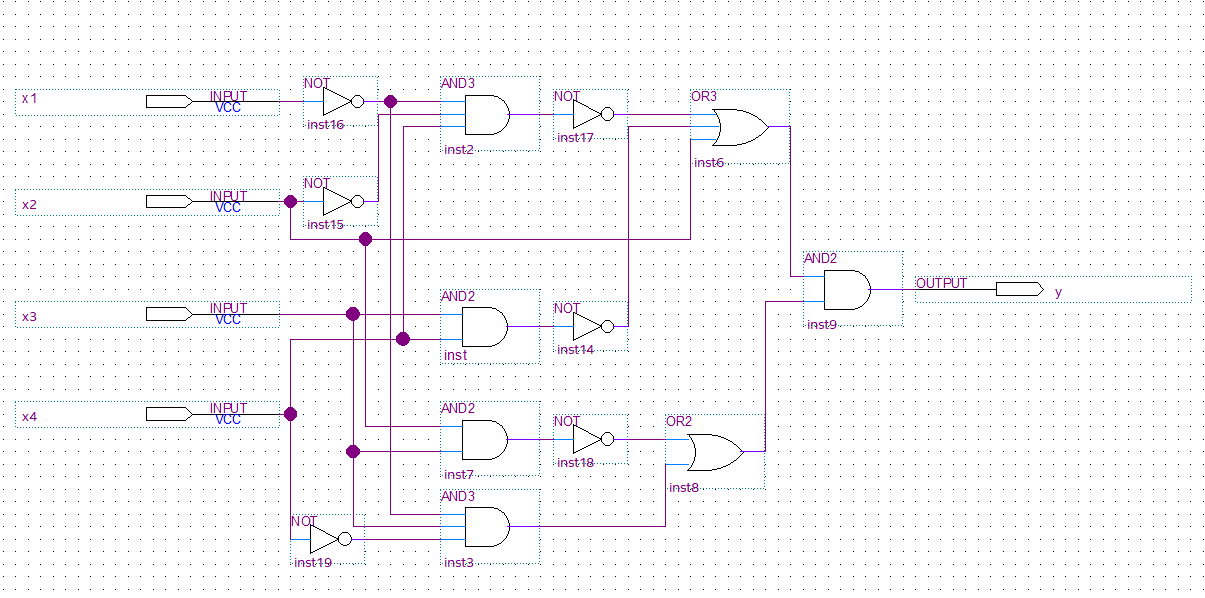 NOT
AND3
x1
INPUT
VCC
NOT
OR3
inst16
inst17
inst2
inst6
NOT
x2
INPUT
VCC
inst15
AND2
OUTPUT
y
inst9
AND2
x3
INPUT
VCC
NOT
inst
inst14
AND2
x4
INPUT
VCC
NOT
OR2
inst7
inst18
inst8
AND3
NOT
inst19
inst3